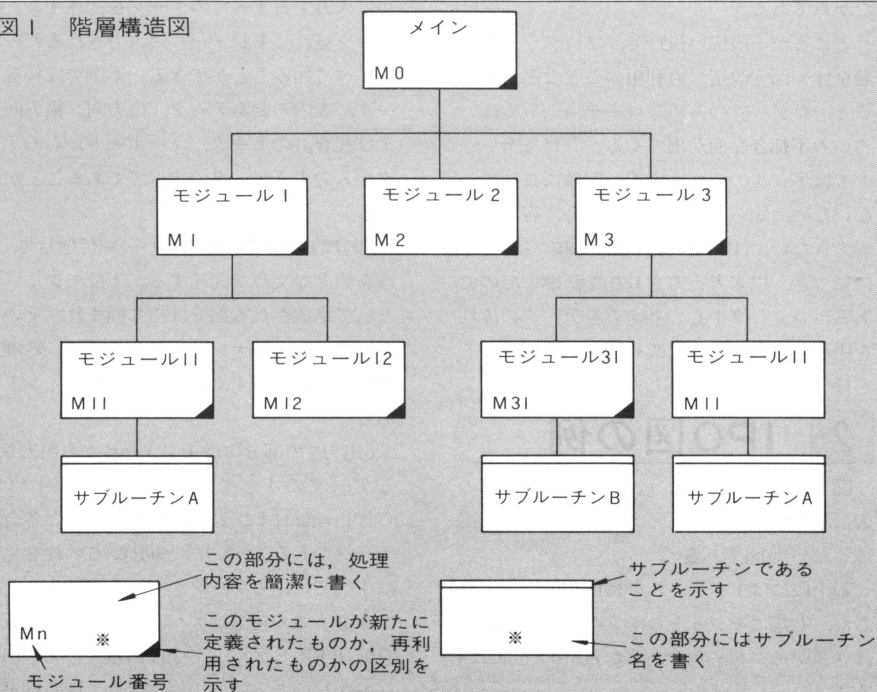 図1 階層構造図
メイン
M0
モジュール1
M1
モジュール2
M2
モジュール3
M3
モジュール11
M11
モジュール12
M12
モジュール31
M31
モジュール11
M11
サブルーチンA
サブルーチンB
サブルーチンA
この部分には，処理
内容を簡潔に書く
Mn
※
モジュール番号
このモジュールが新たに
定義されたものか，再利
用されたものかの区別を
示す
※
サブルーチンである
ことを示す
この部分にはサブルーチン
名を書く